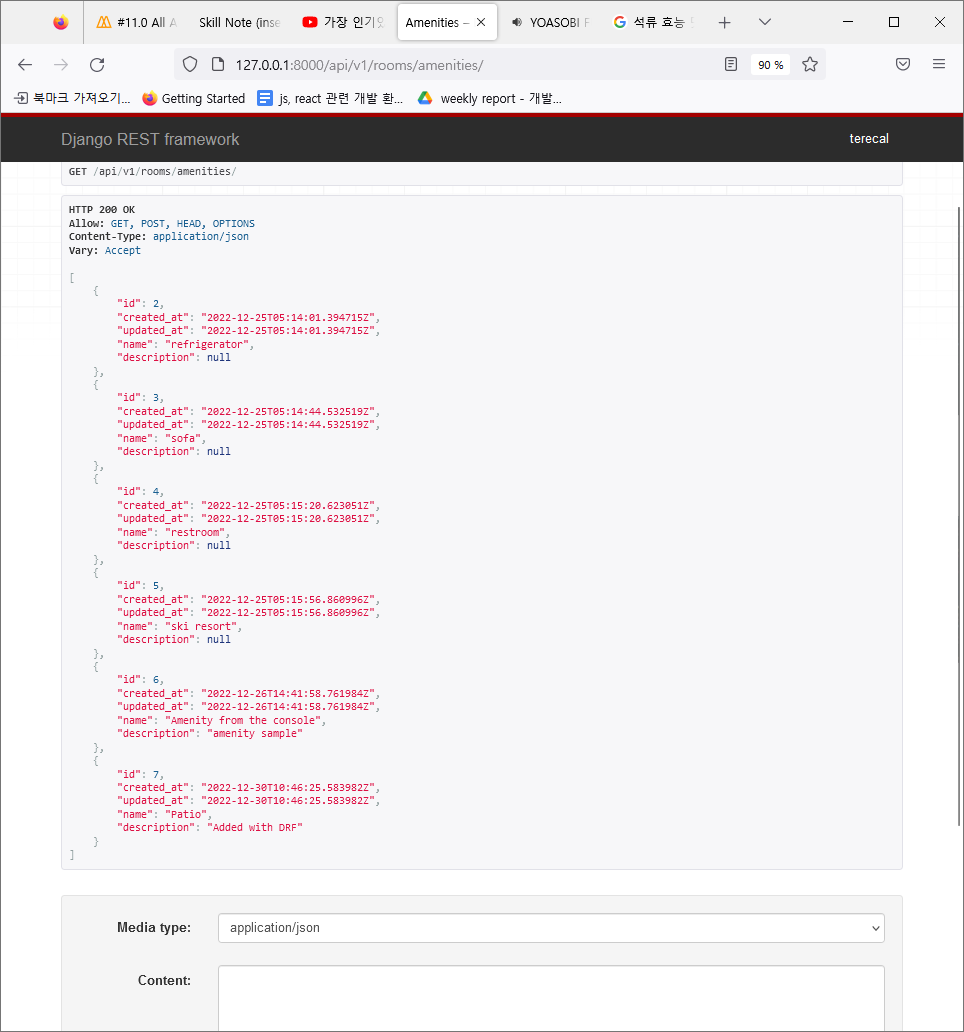 #11.0 All A
Skill Note (inse
가장 인기있
Amenities –
YOASOBI F
석류 효능
127.0.0.1:8000/api/v1/rooms/amenities/
90 %
북마크 가져오기...
Getting Started
js, react 관련 개발 환...
weekly report - 개발...
Django REST framework
terecal
GET /api/v1/rooms/amenities/
HTTP 200 OK
Allow: GET, POST, HEAD, OPTIONS
Content-Type: application/json
Vary: Accept
[
{
"id": 2,
"created_at": "2022-12-25T05:14:01.394715Z",
"updated_at": "2022-12-25T05:14:01.394715Z",
"name": "refrigerator",
"description": null
},
{
"id": 3,
"created_at": "2022-12-25T05:14:44.532519Z",
"updated_at": "2022-12-25T05:14:44.532519Z",
"name": "sofa",
"description": null
},
{
"id": 4,
"created_at": "2022-12-25T05:15:20.623051Z",
"updated_at": "2022-12-25T05:15:20.623051Z",
"name": "restroom",
"description": null
},
{
"id": 5,
"created_at": "2022-12-25T05:15:56.860996Z",
"updated_at": "2022-12-25T05:15:56.860996Z",
"name": "ski resort",
"description": null
},
{
"id": 6,
"created_at": "2022-12-26T14:41:58.761984Z",
"updated_at": "2022-12-26T14:41:58.761984Z",
"name": "Amenity from the console",
"description": "amenity sample"
},
{
"id": 7,
"created_at": "2022-12-30T10:46:25.583982Z",
"updated_at": "2022-12-30T10:46:25.583982Z",
"name": "Patio",
"description": "Added with DRF"
}
]
Media type:
application/json
Content: